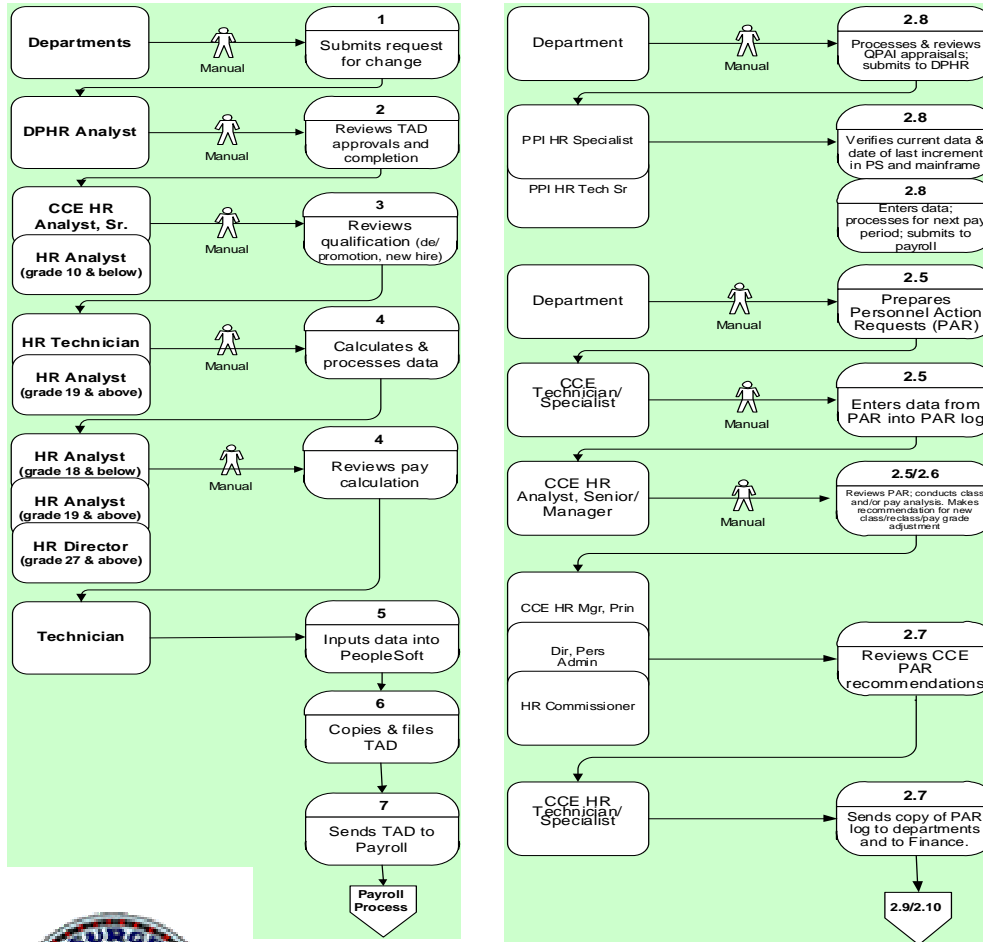 Departments
Manual
1
Submits request
for change
DPHR Analyst
Manual
2
Reviews TAD
approvals and
completion
CCE HR
Analyst, Sr.
HR Analyst
(grade 10 & below)
Manual
3
Reviews
qualification (de/
promotion, new hire)
HR Technician
HR Analyst
(grade 19 & above)
Manual
4
Calculates &
processes data
HR Analyst
(grade 18 & below)
HR Analyst
(grade 19 & above)
HR Director
(grade 27 & above)
Manual
4
Reviews pay
calculation
Technician
5
Inputs data into
PeopleSoft
6
Copies & files
TAD
7
Sends TAD to
Payroll
Payroll
Process
Department
Manual
2.8
Processes & reviews
QPAI appraisals;
submits to DPHR
PPI HR Specialist
PPI HR Tech Sr
2.8
Verifies current data &
date of last increment
in PS and mainframe
2.8
Enters data;
processes for next pay
period; submits to
payroll
Department
Manual
2.5
Prepares
Personnel Action
Requests (PAR)
CCE
Technician/
Specialist
Manual
2.5
Enters data from
PAR into PAR log
CCE HR
Analyst, Senior/
Manager
Manual
2.5/2.6
Reviews PAR; conducts class
and/or pay analysis. Makes
recommendation for new
class/reclass/pay grade
adjustment
CCE HR Mgr, Prin
Dir, Pers
Admin
HR Commissioner
2.7
Reviews CCE
PAR
recommendations
CCE HR
Technician/
Specialist
2.7
Sends copy of PAR
log to departments
and to Finance.
2.9/2.10